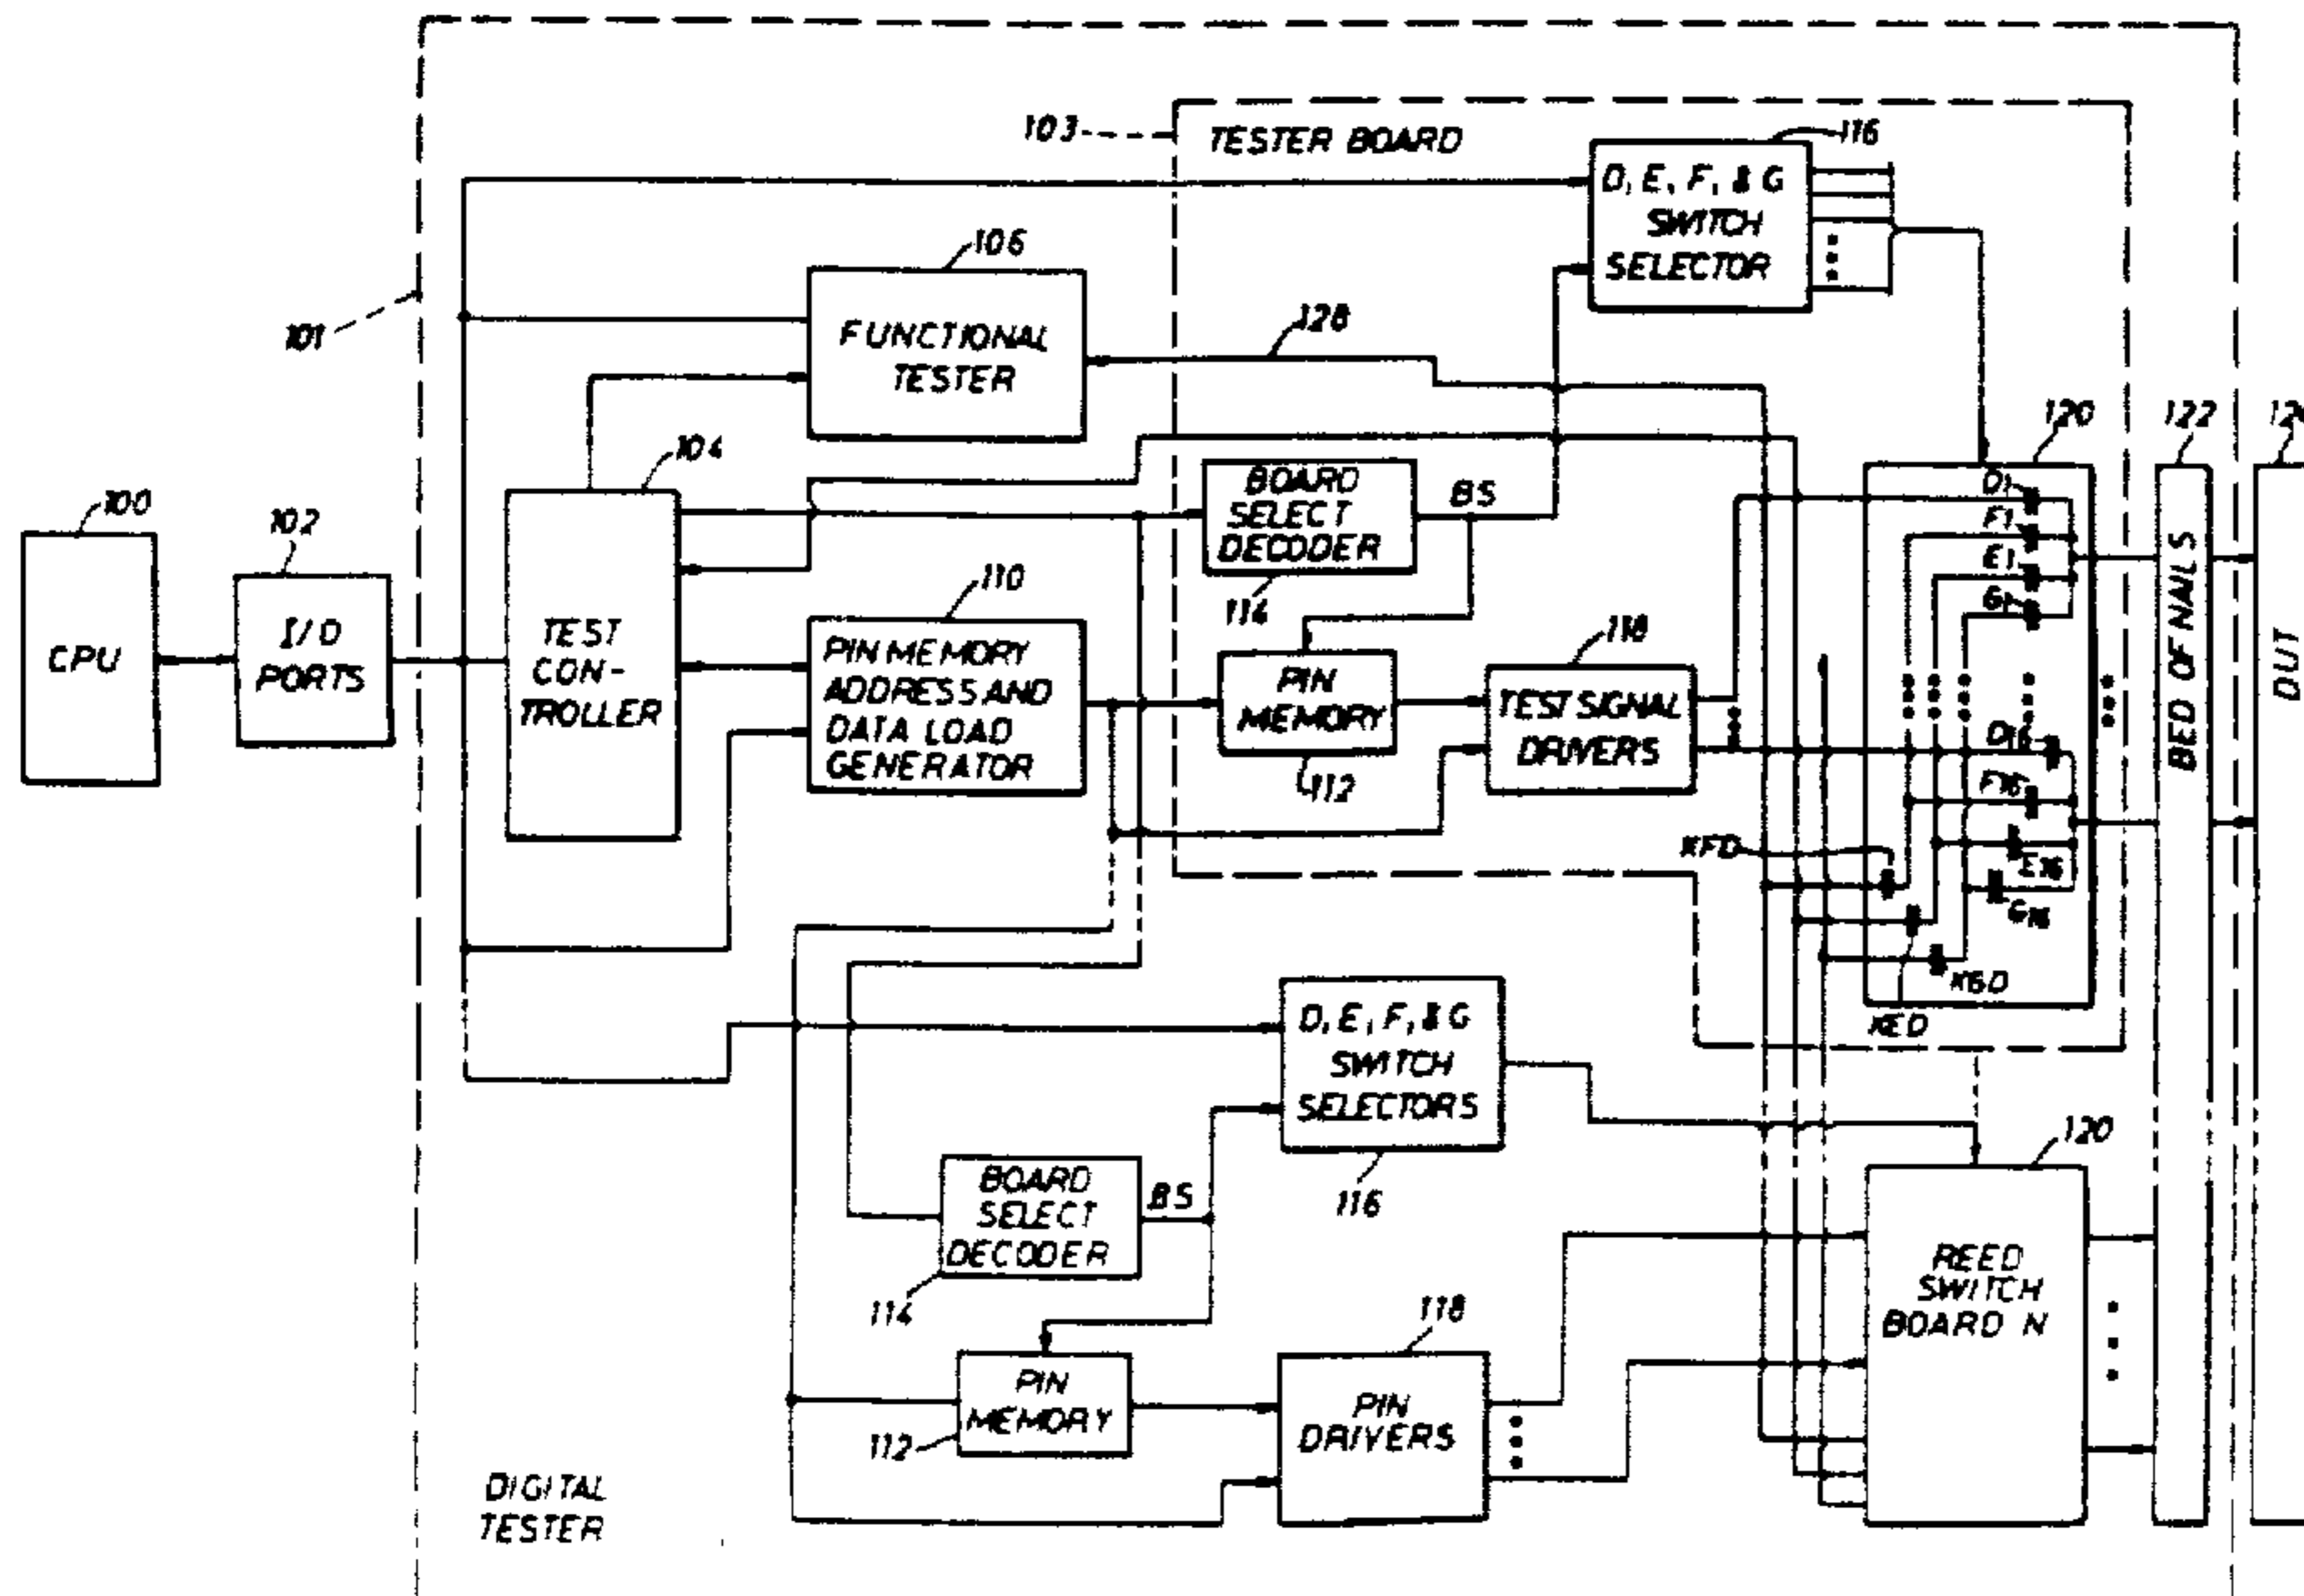 103
TESTER BOARD
116
D, E, F, & G
SWITCH
SELECTOR
106
FUNCTIONAL
TESTER
128
101
104
TEST
CON-
TROLLER
100
CPU
102
I/O
PORTS
BOARD
SELECT
DECODER
BS
114
110
PIN MEMORY
ADDRESS AND
DATA LOAD
GENERATOR
PIN
MEMORY
112
118
TEST SIGNAL
DRIVERS
120
D1
F1
E1
G1
D16
F16
E16
G16
KFD
KGD
KED
122
BED OF NAILS
DUT
D, E, F, & G
SWITCH
SELECTORS
116
BOARD
SELECT
DECODER
BS
114
PIN
MEMORY
112
118
PIN
DRIVERS
120
REED
SWITCH
BOARD N
DIGITAL
TESTER